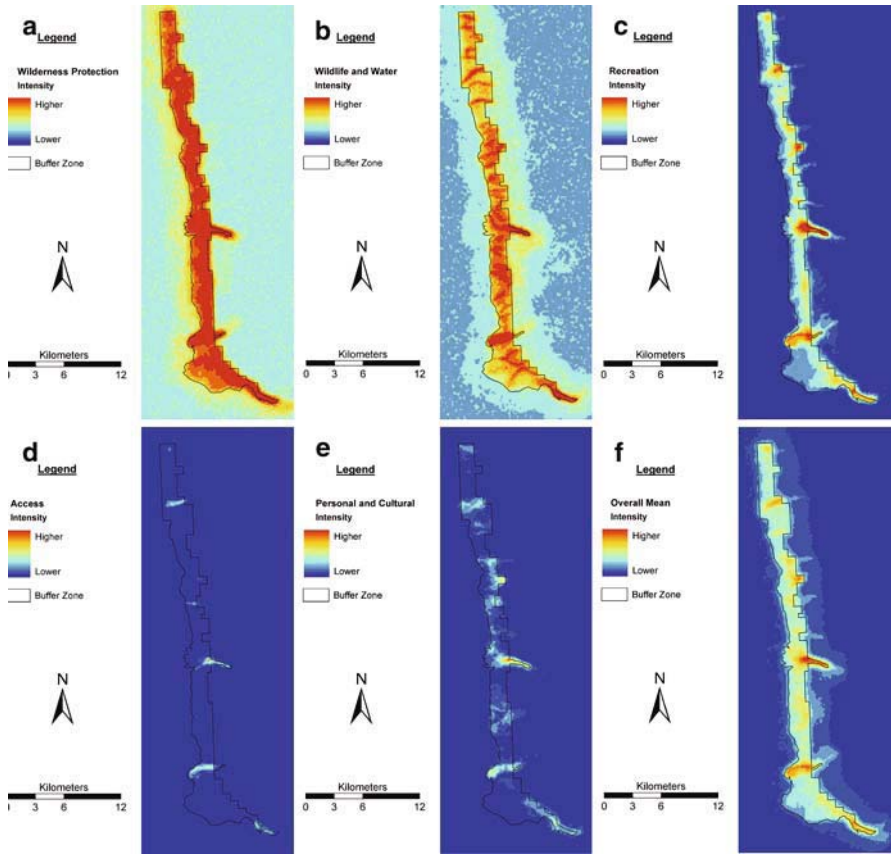 a
Legend
Wilderness Protection
Intensity
Higher
Lower
Buffer Zone
N
Kilometers
0 3 6 12
b
Legend
Wildlife and Water
Intensity
Higher
Lower
Buffer Zone
N
Kilometers
0 3 6 12
c
Legend
Recreation
Intensity
Higher
Lower
Buffer Zone
N
Kilometers
0 3 6 12
d
Legend
Access
Intensity
Higher
Lower
Buffer Zone
N
Kilometers
0 3 6 12
e
Legend
Personal and Cultural
Intensity
Higher
Lower
Buffer Zone
N
Kilometers
0 3 6 12
f
Legend
Overall Mean
Intensity
Higher
Lower
Buffer Zone
N
Kilometers
0 3 6 12